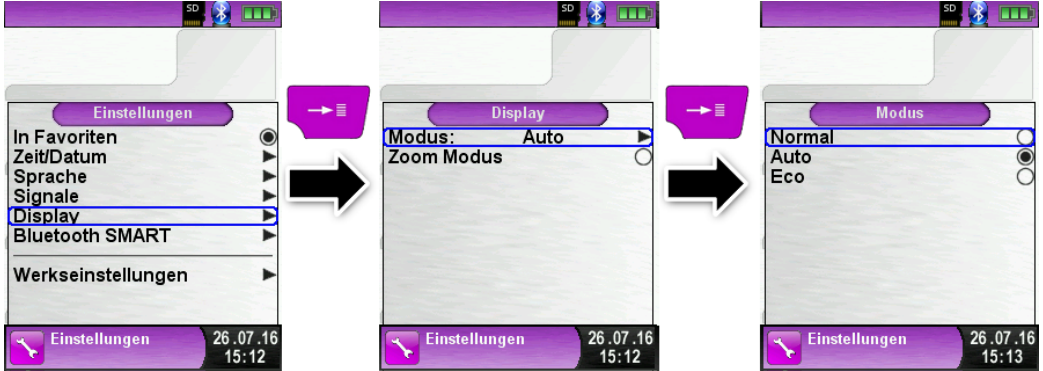 SD
Einstellungen
In Favoriten
Zeit/Datum
Sprache
Signale
Display
Bluetooth SMART
Werkseinstellungen
Einstellungen
26.07.16
15:12
SD
Display
Modus: Auto
Zoom Modus
Einstellungen
26.07.16
15:12
SD
Modus
Normal
Auto
Eco
Einstellungen
26.07.16
15:13